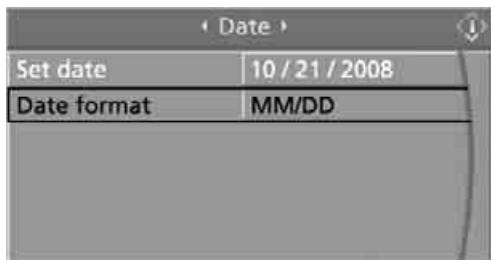 Date
Set date 10 / 21 / 2008
Date format MM/DD